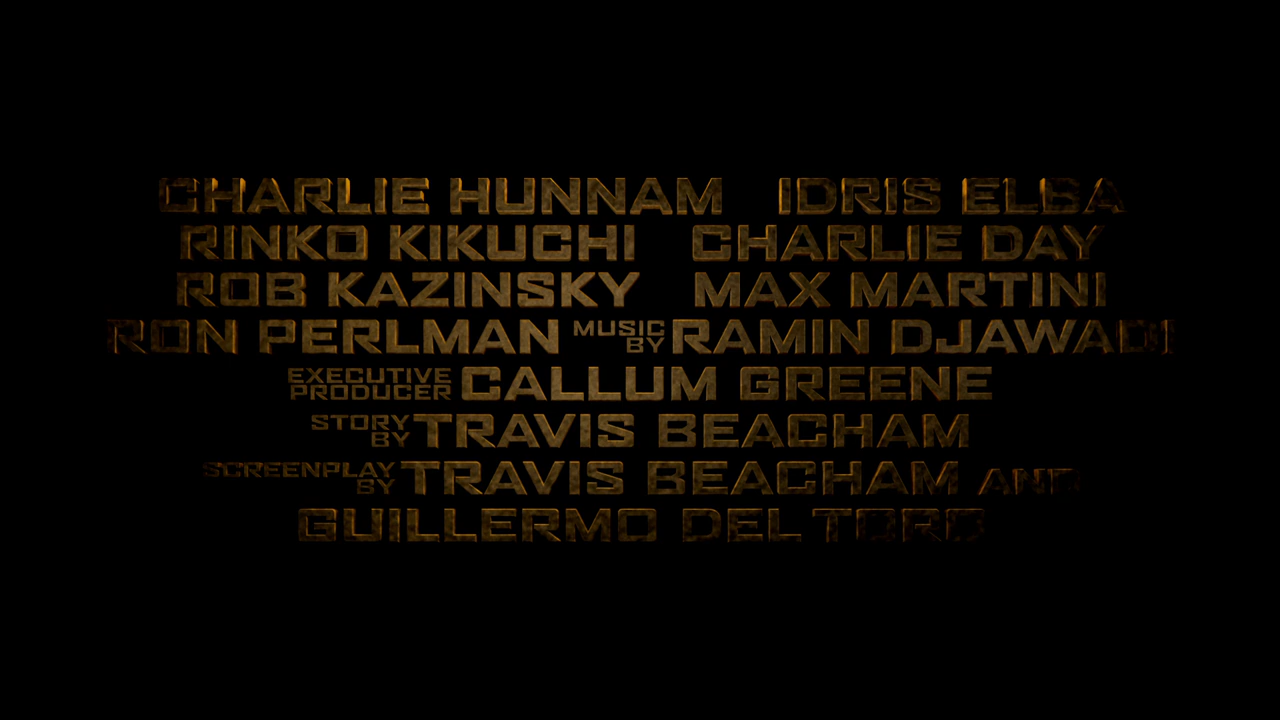 CHARLIE HUNNAM IDRIS ELBA
RINKO KIKUCHI CHARLIE DAY
ROB KAZINSKY MAX MARTINI
RON PERLMAN MUSIC BY RAMIN DJAWADI
EXECUTIVE PRODUCER CALLUM GREENE
STORY BY TRAVIS BEACHAM
SCREENPLAY BY TRAVIS BEACHAM AND
GUILLERMO DEL TORO